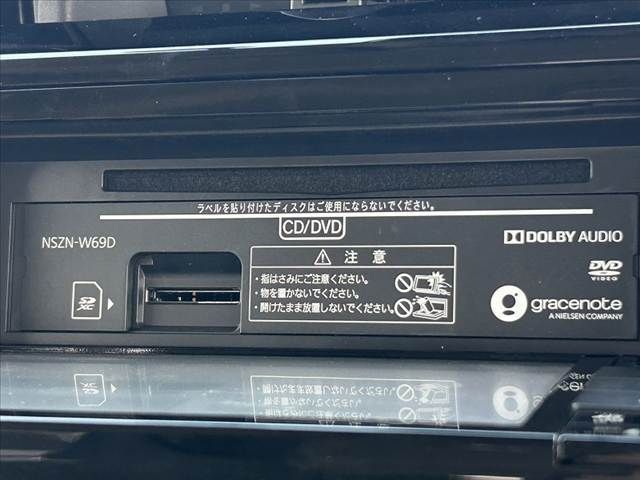 ラベルを貼り付けたディスクはご使用にならないでください。
CD/DVD
NSZN-W69D
DOLBY AUDIO
注 意
・指はさみにご注意ください。
・物を置かないでください。
・開けたまま放置しないでください。
DVD
VIDEO
SD
XC
gracenote
A NIELSEN COMPANY